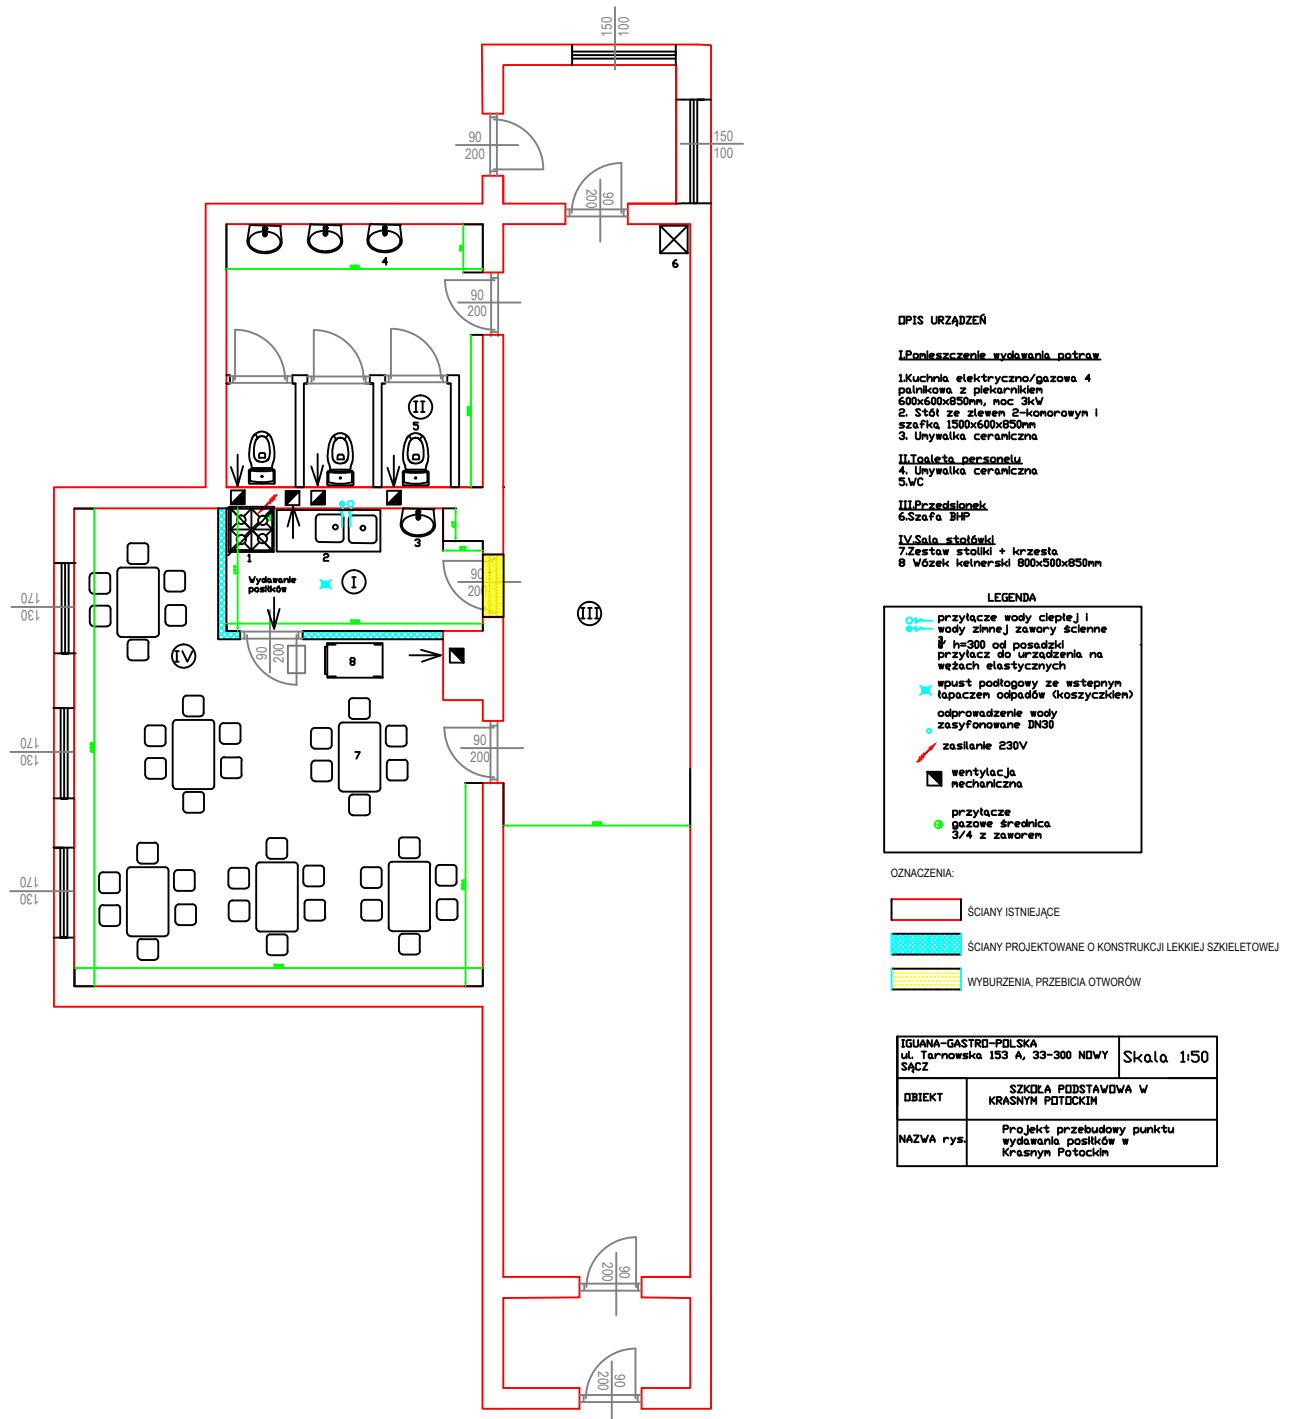 150
100
90
200
150
100
90
200
4
6
90
200
II
5
OPIS URZĄDZEŃ
I.Pomieszczenie wydawania potraw
1.Kuchnia elektryczno/gazowa 4
palnikowa z piekarnikiem
600x600x850mm, moc 3kW
2. Stół ze zlewem 2-komorowym i
szafką 1500x600x850mm
3. Umywalka ceramiczna
II.Toaleta personelu
4. Umywalka ceramiczna
5.WC
III.Przedsionek
6.Szafa BHP
IV.Sala stołówki
7.Zestaw stoliki + krzesła
8 Wózek kelnerski 800x500x850mm
1
2
3
Wydawanie
posiłków
I
90
200
III
170
130
IV
90
200
8
7
90
200
170
130
170
130
LEGENDA
przyłącze wody ciepłej i
wody zimnej zawory ścienne
h=300 od posadzki
przyłącz do urządzenia na
wężach elastycznych
wpust podłogowy ze wstepnym
łapaczem odpadów (koszyczkiem)
odprowadzenie wody
zasyfonowane DN30
zasilanie 230V
wentylacja
mechaniczna
przyłącze
gazowe średnica
3/4 z zaworem
OZNACZENIA:
ŚCIANY ISTNIEJĄCE
ŚCIANY PROJEKTOWANE O KONSTRUKCJI LEKKIEJ SZKIELETOWEJ
WYBURZENIA, PRZEBICIA OTWORÓW
IGUANA-GASTRO-POLSKA
ul. Tarnowska 153 A, 33-300 NOWY
SĄCZ
Skala 1:50
OBIEKT
SZKOŁA PODSTAWOWA W
KRASNYM POTOCKIM
NAZWA rys.
Projekt przebudowy punktu
wydawania posiłków w
Krasnym Potockim
90
200
90
200